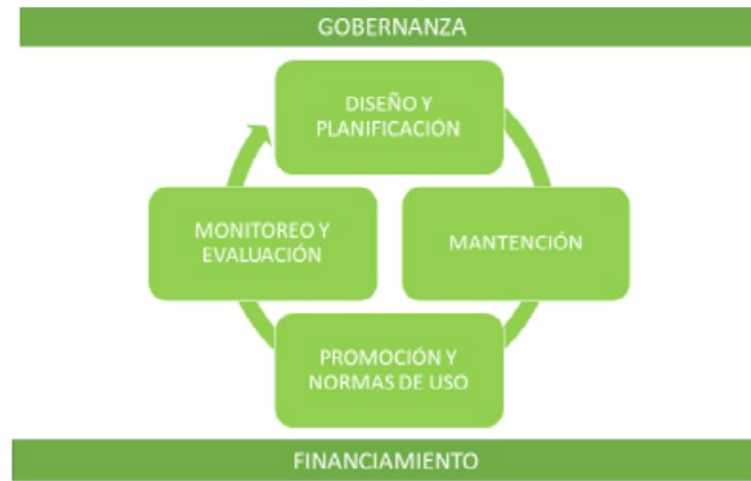 GOBERNANZA
DISEÑO Y
PLANIFICACIÓN
MONITOREO Y
EVALUACIÓN
MANTENCIÓN
PROMOCIÓN Y
NORMAS DE USO
FINANCIAMIENTO